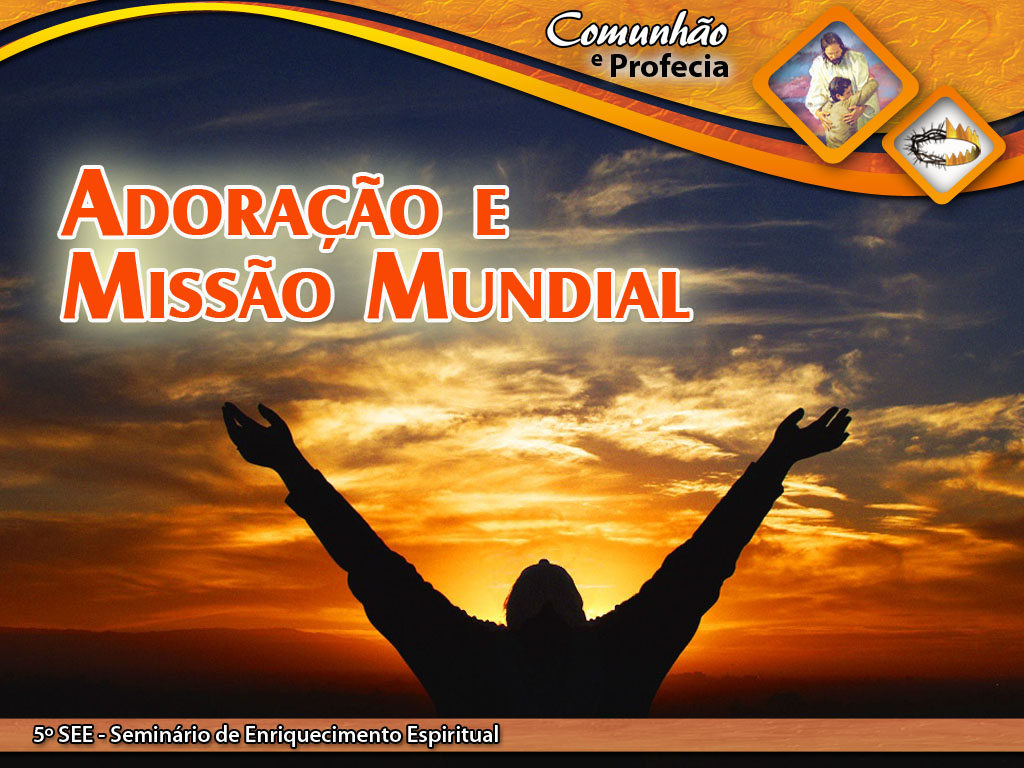 Comunhão
e Profecia
Adoração e
Missão Mundial
5º SEE - Seminário de Enriquecimento Espiritual